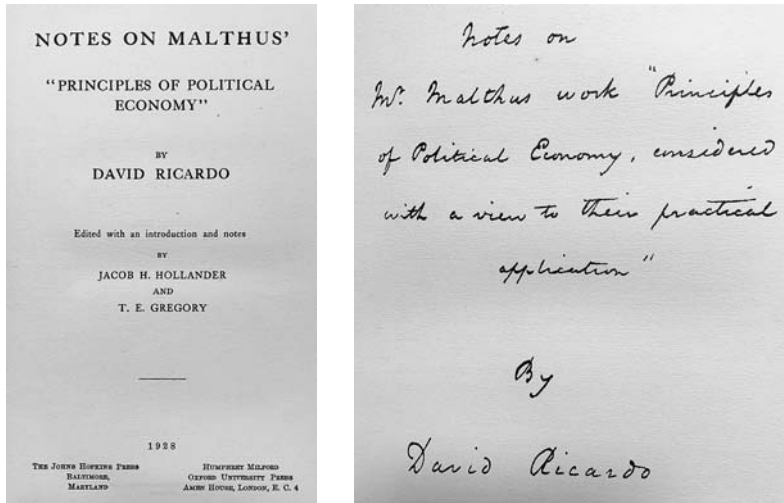 NOTES ON MALTHUS'
"PRINCIPLES OF POLITICAL
ECONOMY"
BY
DAVID RICARDO
Edited with an introduction and notes
BY
JACOB H. HOLLANDER
AND
T. E. GREGORY
1928
THE JOHNS HOPKINS PRESS
BALTIMORE,
MARYLAND
HUMPHREY MILFORD
OXFORD UNIVERSITY PRESS
AMEN HOUSE, LONDON, E. C. 4
Notes on
Mr. Malthus work "Principles
of Political Economy, considered
with a view to their practical
application"
By
David Ricardo